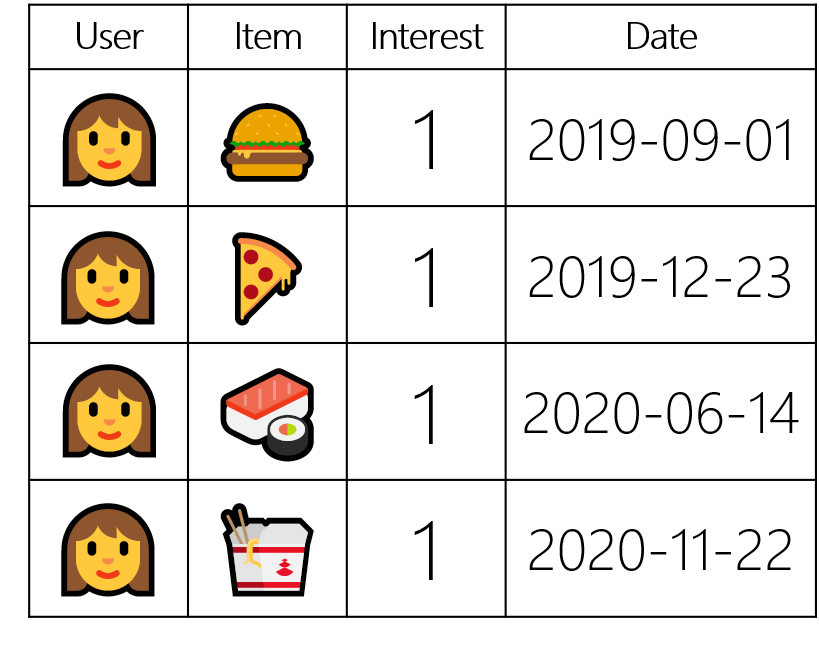 User Item Interest Date
1 2019-09-01
1 2019-12-23
1 2020-06-14
1 2020-11-22